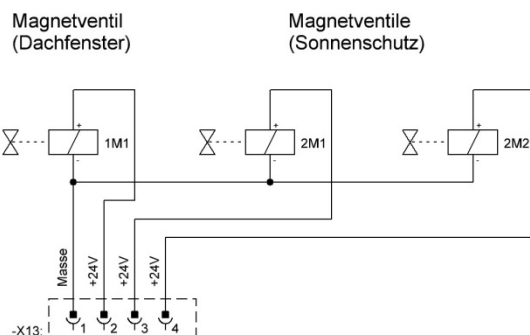 Magnetventil
(Dachfenster)
Magnetventile
(Sonnenschutz)
+
1M1
-
+
2M1
-
+
2M2
-
Masse
+24V
+24V
+24V
-X13:
1
2
3
4